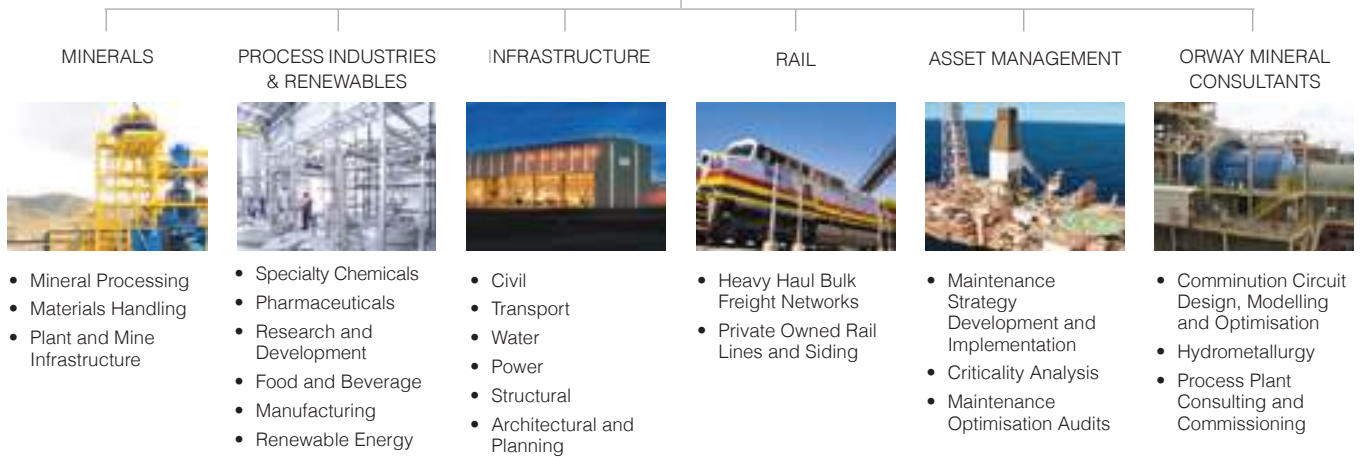 MINERALS
PROCESS INDUSTRIES
& RENEWABLES
INFRASTRUCTURE
RAIL
ASSET MANAGEMENT
ORWAY MINERAL
CONSULTANTS
• Mineral Processing
• Materials Handling
• Plant and Mine
Infrastructure
• Specialty Chemicals
• Pharmaceuticals
• Research and
Development
• Food and Beverage
• Manufacturing
• Renewable Energy
• Civil
• Transport
• Water
• Power
• Structural
• Architectural and
Planning
• Heavy Haul Bulk
Freight Networks
• Private Owned Rail
Lines and Siding
• Maintenance
Strategy
Development and
Implementation
• Criticality Analysis
• Maintenance
Optimisation Audits
• Comminution Circuit
Design, Modelling
and Optimisation
• Hydrometallurgy
• Process Plant
Consulting and
Commissioning